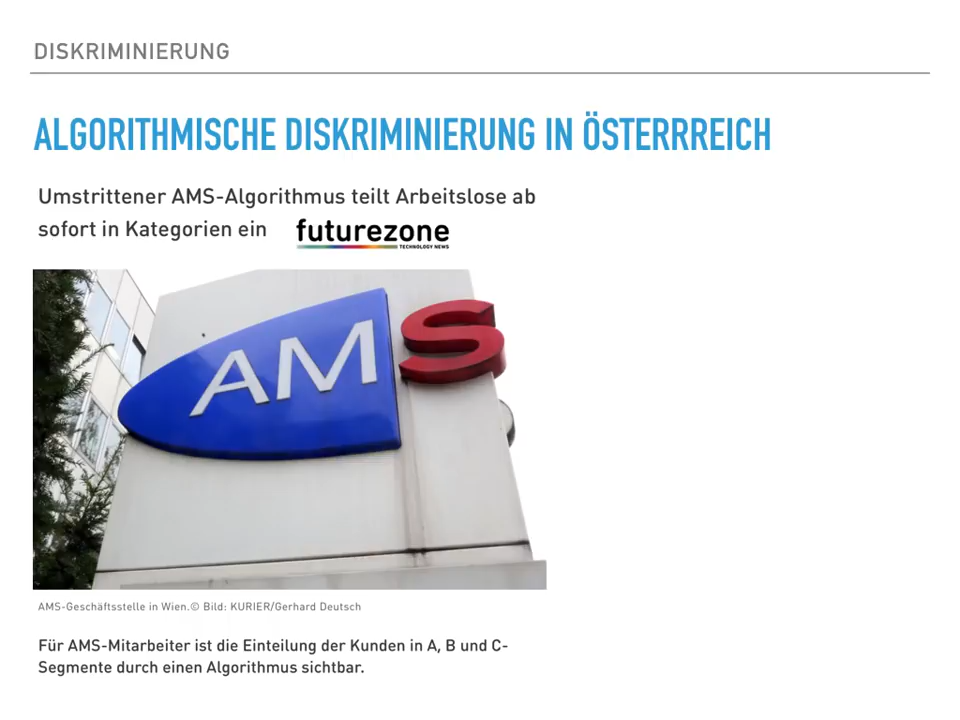 DISKRIMINIERUNG
ALGORITHMISCHE DISKRIMINIERUNG IN ÖSTERRREICH
Umstrittener AMS-Algorithmus teilt Arbeitslose ab
sofort in Kategorien ein
futurezone
TECHNOLOGY NEWS
AMS
AMS-Geschäftsstelle in Wien.© Bild: KURIER/Gerhard Deutsch
Für AMS-Mitarbeiter ist die Einteilung der Kunden in A, B und C-
Segmente durch einen Algorithmus sichtbar.